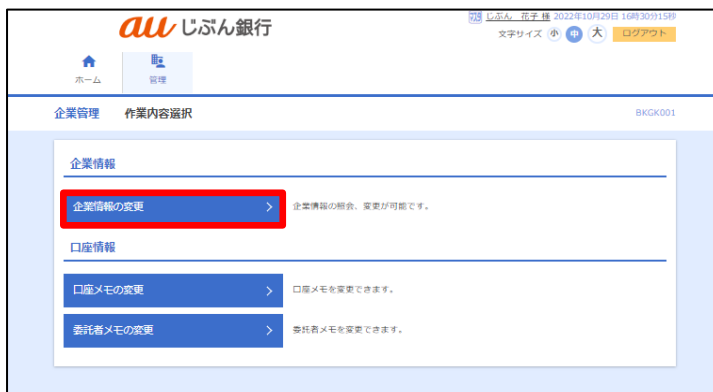 au じぶん銀行
じぶん 花子 様 2022年10月29日 16時30分15秒
文字サイズ 小 中 大 ログアウト
ホーム 管理
企業管理 作業内容選択 BKGK001
企業情報
企業情報の変更 企業情報の照会、変更が可能です。
口座情報
口座メモの変更 口座メモを変更できます。
委託者メモの変更 委託者メモを変更できます。